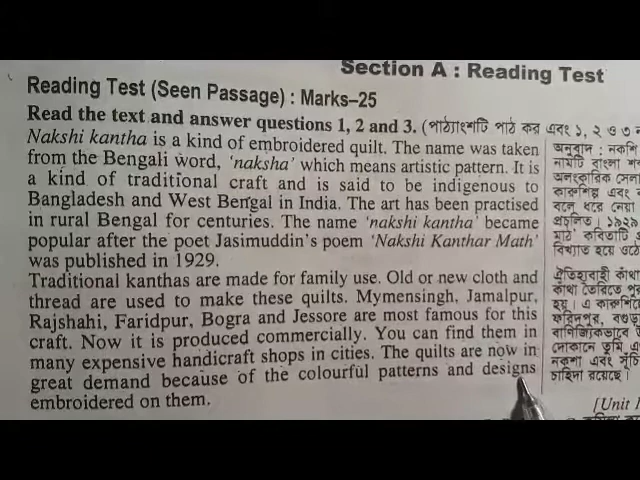 Section A : Reading Test
Reading Test (Seen Passage) : Marks–25
Read the text and answer questions 1, 2 and 3. (পাঠ্যাংশটি পাঠ কর এবং ১, ২ ও ৩ ন
Nakshi kantha is a kind of embroidered quilt. The name was taken
from the Bengali word, ‘naksha’ which means artistic pattern. It is
a kind of traditional craft and is said to be indigenous to
Bangladesh and West Bengal in India. The art has been practised
in rural Bengal for centuries. The name ‘nakshi kantha’ became
popular after the poet Jasimuddin's poem ‘Nakshi Kanthar Math’
was published in 1929.
Traditional kanthas are made for family use. Old or new cloth and
thread are used to make these quilts. Mymensingh, Jamalpur,
Rajshahi, Faridpur, Bogra and Jessore are most famous for this
craft. Now it is produced commercially. You can find them in
many expensive handicraft shops in cities. The quilts are now in
great demand because of the colourful patterns and designs
embroidered on them.
অনুবাদ : নকশি
নামটি বাংলা শব্দ
কারুশিল্প এবং
বলে ধরে নেয়া
প্রচলিত। ১৯২৯
মাঠ’ কবিতাটি
বিখ্যাত হয়ে ওঠে
ঐতিহ্যবাহী কাঁথা
কাঁথা তৈরিতে পুর
হয়। এ কারুশিল্পে
ফরিদপুর, বগুড়া
বাণিজ্যিকভাবে
দোকানে তুমি এ
নকশা এবং সূচি
চাহিদা রয়েছে।
[Unit